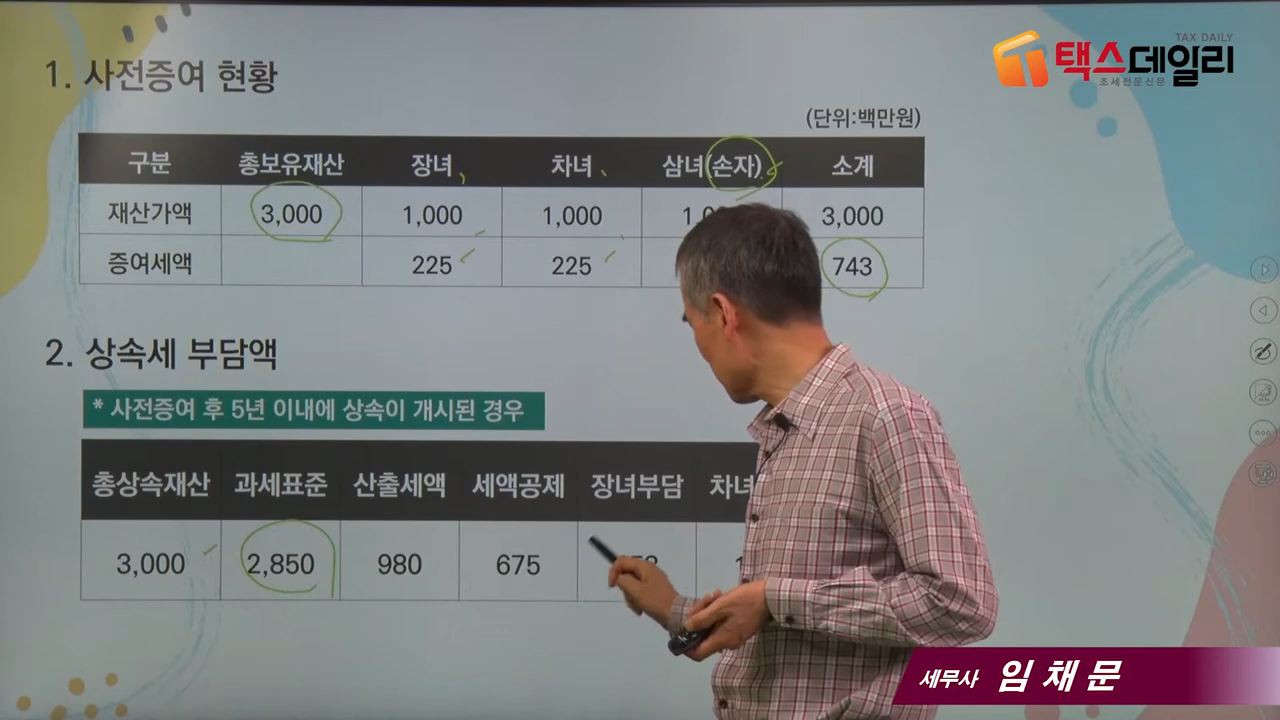 TAX DAILY
택스데일리
조세전문신문
1. 사전증여 현황
(단위:백만원)
구분 총보유재산 장녀 차녀 삼녀(손자) 소계
재산가액 3,000 1,000 1,000 3,000
증여세액 225 225 743
2. 상속세 부담액
* 사전증여 후 5년 이내에 상속이 개시된 경우
총상속재산 과세표준 산출세액 세액공제 장녀부담
3,000 2,850 980 675
세무사 임채문